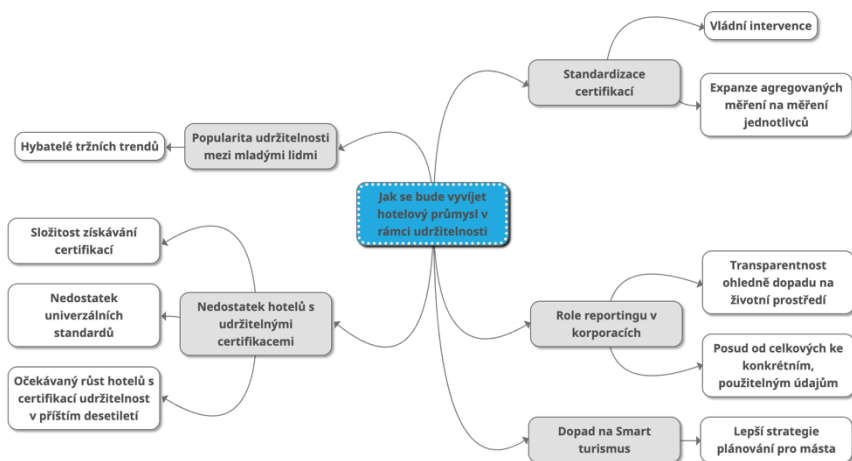 Jak se bude vyvíjet
hotelový průmysl v
rámci udržitelnosti
Standardizace
certifikací
Vládní intervence
Expanze agregovaných
měření na měření
jednotlivců
Role reportingu v
korporacích
Transparentnost
ohledně dopadu na
životní prostředí
Posud od celkových ke
konkrétním,
použitelným údajům
Dopad na Smart
turismus
Lepší strategie
plánování pro másta
Popularita udržitelnosti
mezi mladými lidmi
Hybatelé tržních trendů
Nedostatek hotelů s
udržitelnými
certifikacemi
Složitost získávání
certifikací
Nedostatek
univerzálních
standardů
Očekávaný růst hotelů s
certifikací udržitelnost
v příštím desetiletí